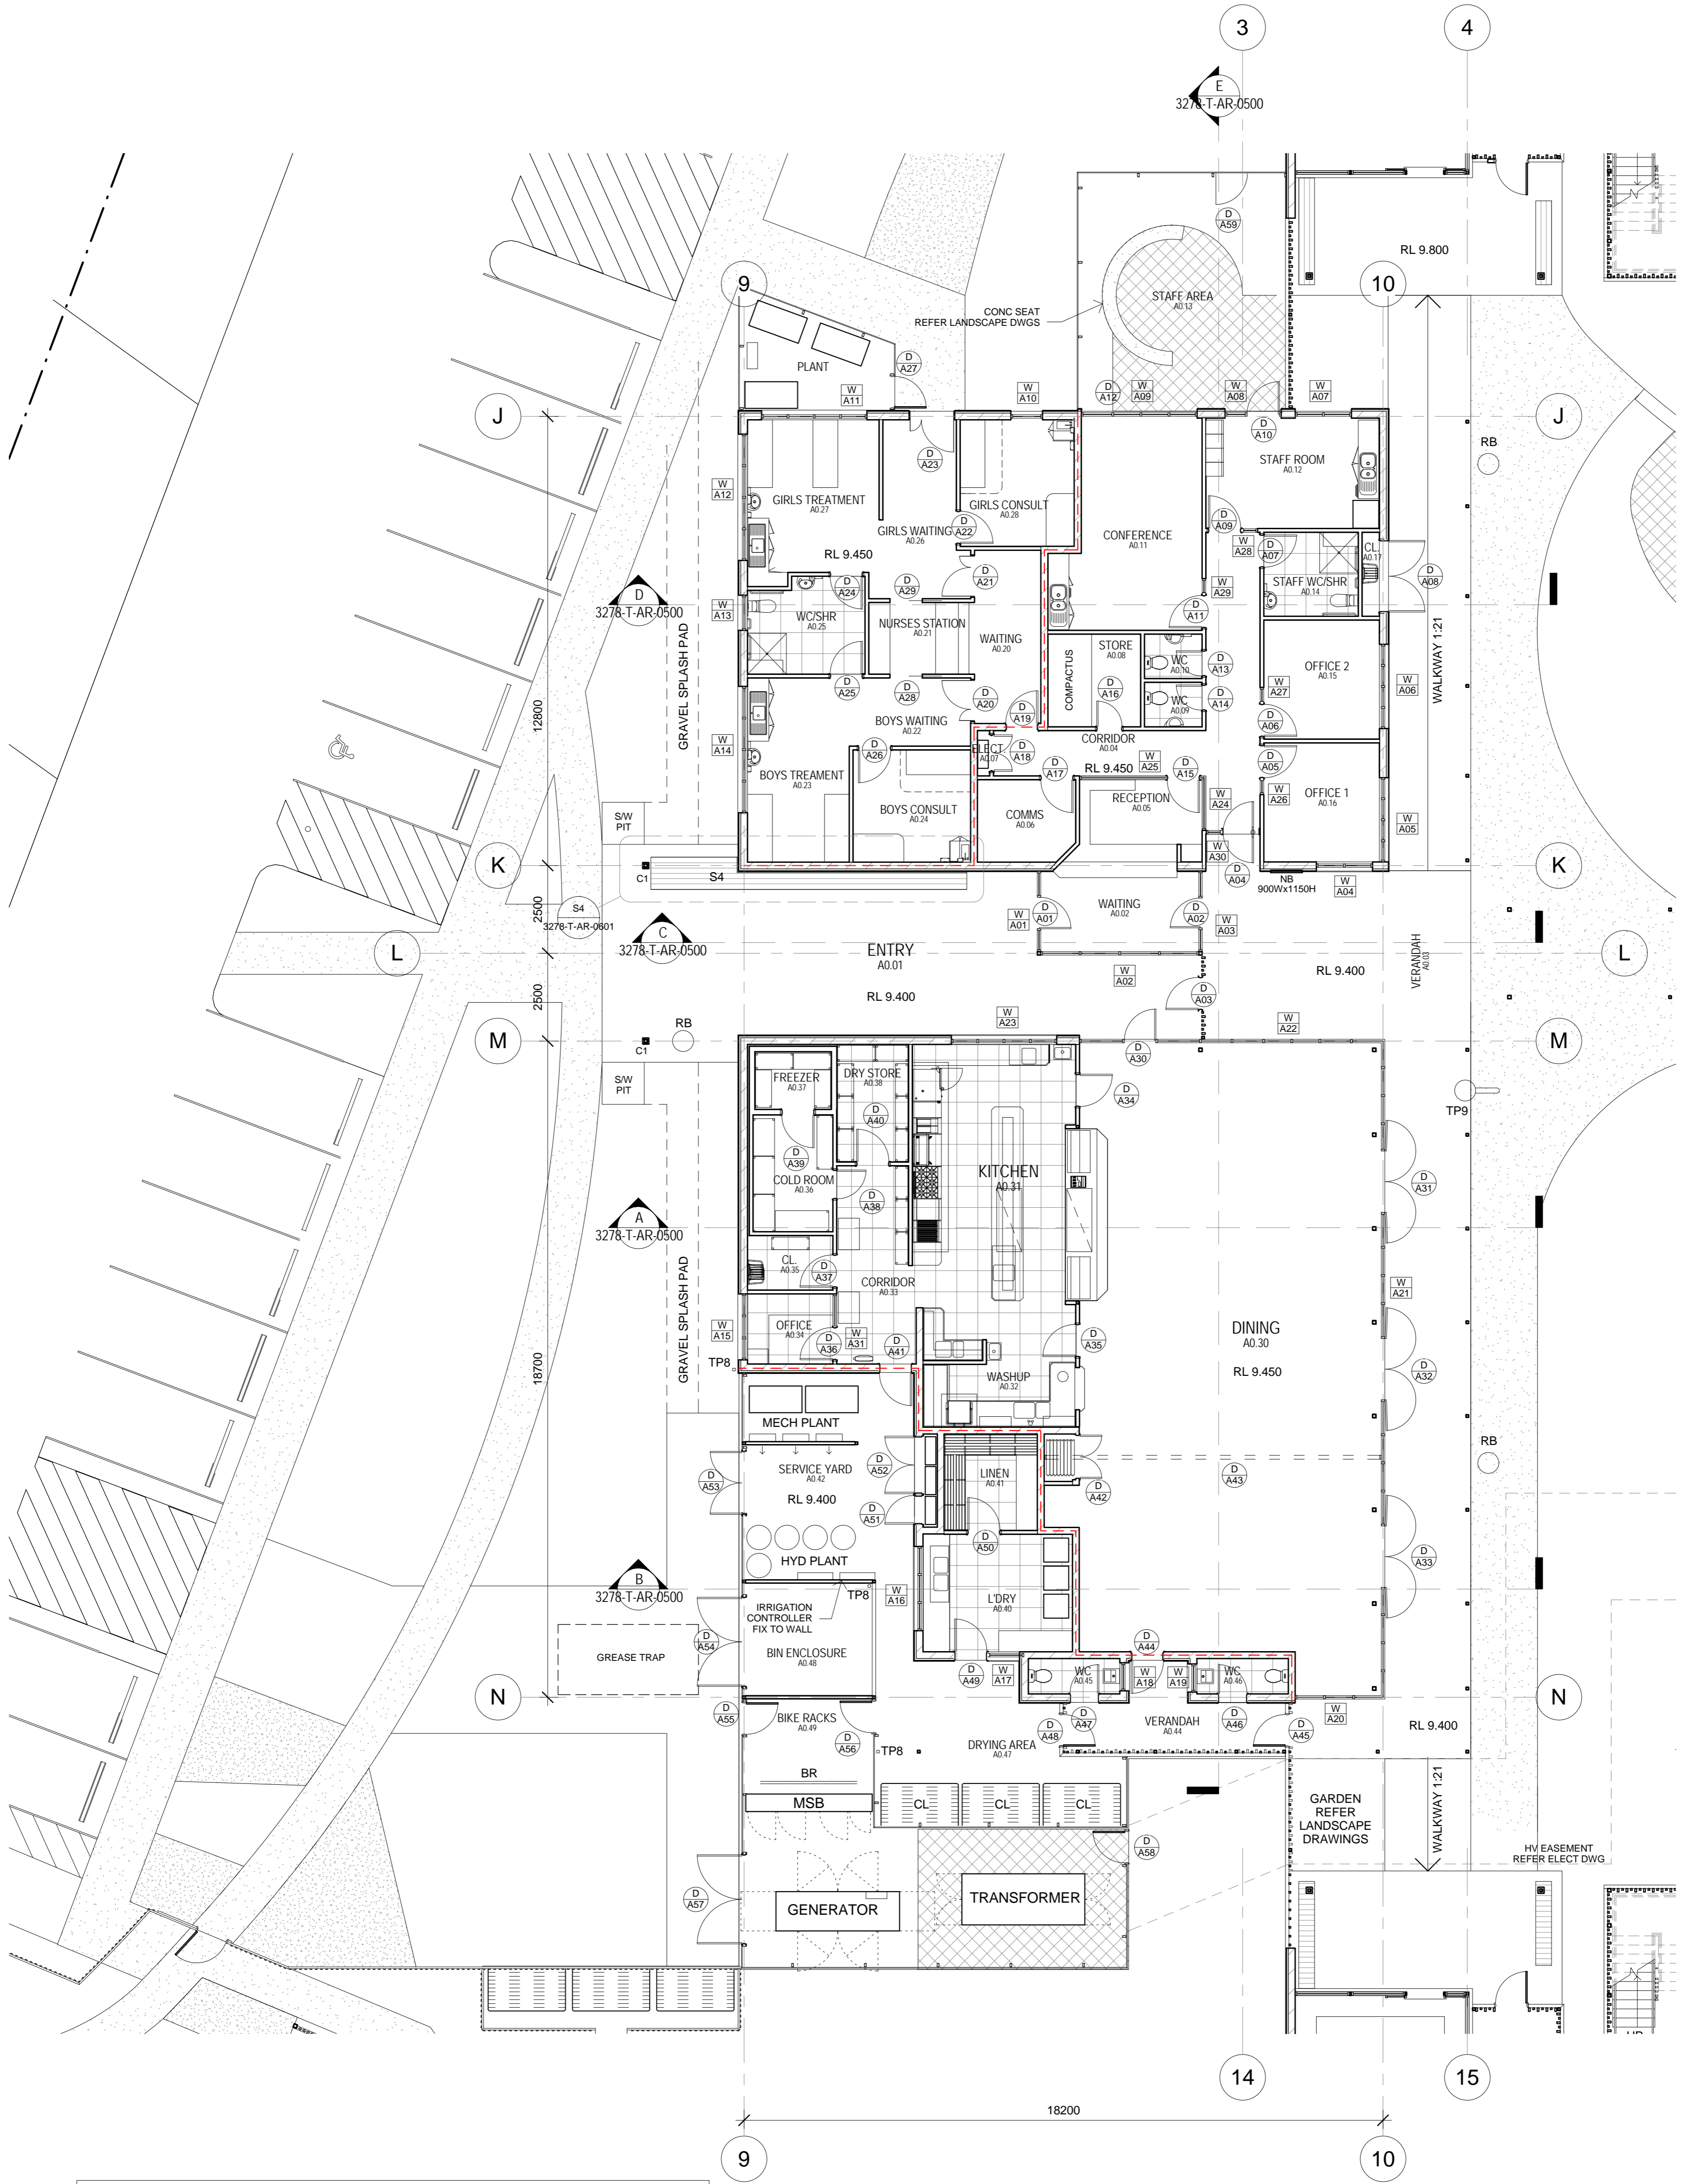 3
4
E
3278-T-AR-0500
D
A59
RL 9.800
9
10
STAFF AREA
A0.13
CONC SEAT
REFER LANDSCAPE DWGS
PLANT
D
A27
W
A11
W
A10
D
A12
W
A09
W
A08
W
A07
J
J
RB
D
A23
D
A10
STAFF ROOM
A0.12
W
A12
GIRLS TREATMENT
A0.27
GIRLS CONSULT
A0.28
GIRLS WAITING
A0.26
D
A22
D
A09
CONFERENCE
A0.11
W
A28
D
A07
CL.
A0.17
RL 9.450
D
A21
D
A08
D
3278-T-AR-0500
W
A13
D
A24
D
A29
W
A29
STAFF WC/SHR
A0.14
WC/SHR
A0.25
NURSES STATION
A0.21
D
A11
WAITING
A0.20
STORE
A0.08
COMPACTUS
WC
A0.10
D
A13
OFFICE 2
A0.15
WALKWAY 1:21
GRAVEL SPLASH PAD
D
A25
D
A28
D
A16
W
A27
W
A06
D
A20
D
A19
WC
A0.09
D
A14
12800
BOYS WAITING
A0.22
D
A06
W
A14
D
A26
ELECT.
A0.07
D
A18
CORRIDOR
A0.04
RL 9.450
W
A25
D
A15
D
A05
BOYS TREAMENT
A0.23
D
A17
RECEPTION
A0.05
W
A24
W
A26
OFFICE 1
A0.16
S/W
PIT
BOYS CONSULT
A0.24
COMMS
A0.06
W
A05
K
C1
S4
W
A30
D
A04
NB
900Wx1150H
W
A04
K
2500
S4
3278-T-AR-0601
WAITING
A0.02
W
A01
D
A01
D
A02
W
A03
C
3278-T-AR-0500
L
ENTRY
A0.01
W
A02
RL 9.400
VERANDAH
A0.03
L
2500
RL 9.400
D
A03
M
C1
RB
W
A23
D
A30
W
A22
M
S/W
PIT
FREEZER
A0.37
DRY STORE
A0.38
D
A34
TP9
D
A40
D
A39
COLD ROOM
A0.36
KITCHEN
A0.31
D
A31
D
A38
A
3278-T-AR-0500
CL.
A0.35
D
A37
CORRIDOR
A0.33
GRAVEL SPLASH PAD
W
A21
W
A15
OFFICE
A0.34
D
A36
W
A31
D
A41
D
A35
DINING
A0.30
TP8
RL 9.450
D
A32
18700
WASHUP
A0.32
MECH PLANT
SERVICE YARD
A0.42
D
A52
LINEN
A0.41
D
A43
RB
D
A53
RL 9.400
D
A42
D
A51
D
A50
HYD PLANT
D
A33
B
3278-T-AR-0500
TP8
W
A16
L'DRY
A0.40
IRRIGATION
CONTROLLER
FIX TO WALL
GREASE TRAP
D
A54
BIN ENCLOSURE
A0.48
D
A44
D
A49
W
A17
WC
A0.45
W
A18
W
A19
WC
A0.46
N
N
D
A55
BIKE RACKS
A0.49
D
A56
D
A48
D
A47
VERANDAH
A0.44
D
A46
D
A45
W
A20
RL 9.400
TP8
DRYING AREA
A0.47
BR
MSB
CL
CL
CL
GARDEN
REFER
LANDSCAPE
DRAWINGS
WALKWAY 1:21
D
A58
HV EASEMENT
REFER ELECT DWG
D
A57
GENERATOR
TRANSFORMER
14
15
18200
9
10